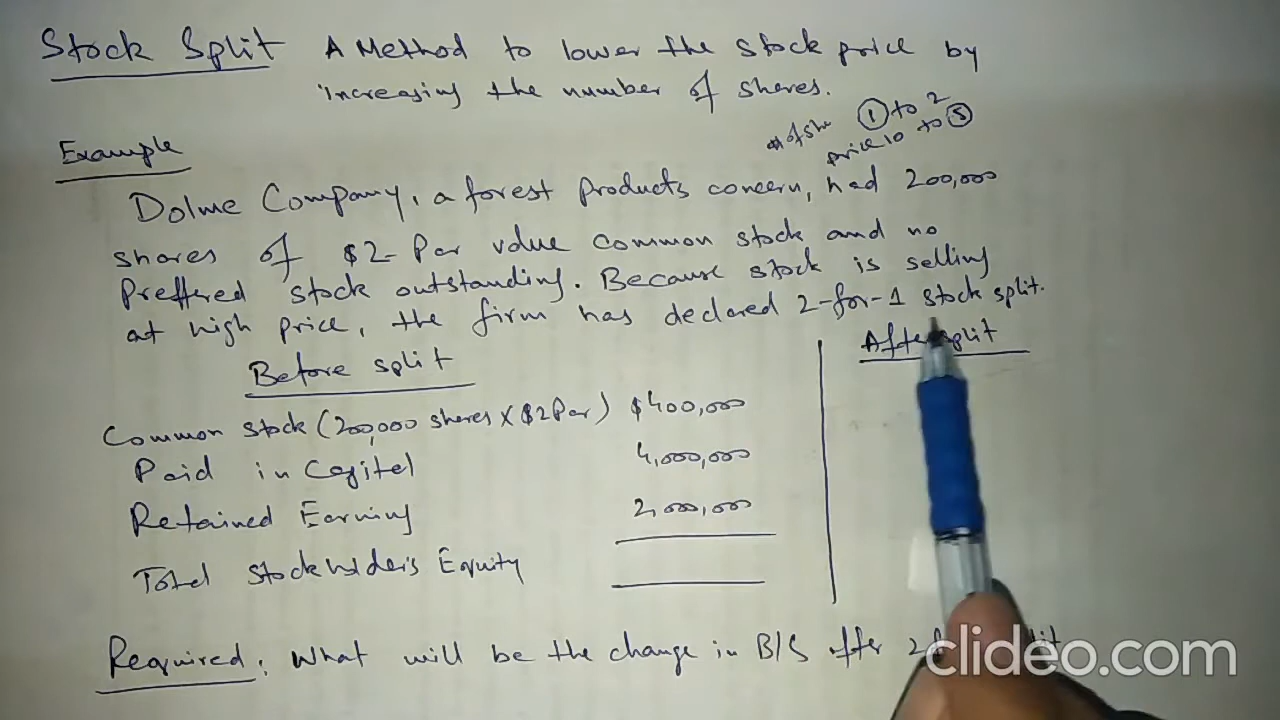 Stock Split A Method to lower the stock price by
increasing the number of shares.
# of sha ① to 2
price 10 to ⑤
Example
Dolme Company, a forest products concern, had 200,000
shares of $2-Par value common stock and no
Preffered stock outstanding. Because stock is selling
at high price, the firm has declared 2-for-1 stock split.
Before split
After split
Common stock (200,000 shares X $2 Par) $400,000
Paid in Capital 4,000,000
Retained Earning 2,000,000
Total stockholder's Equity
Required: What will be the change in B/S after 2
clideo.com